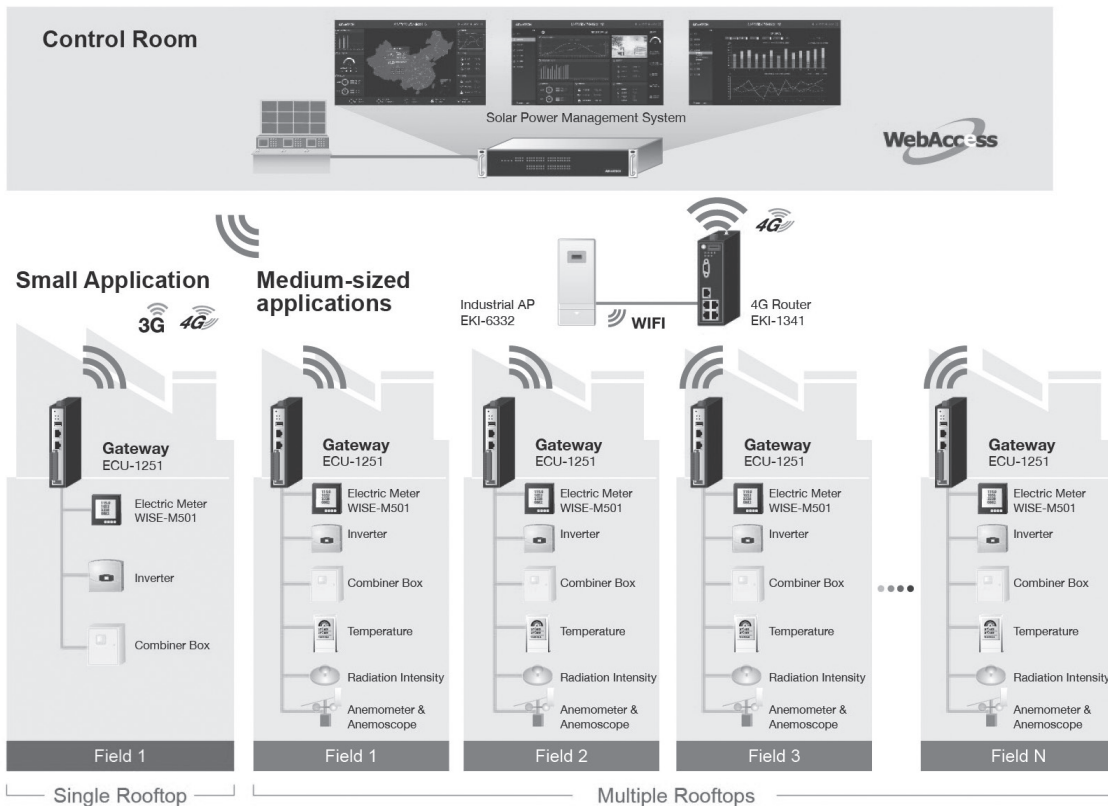 Control Room
Solar Power Management System
WebAccess
4G
Small Application
3G 4G
Medium-sized
applications
Industrial AP
EKI-6332
WIFI
4G Router
EKI-1341
Gateway
ECU-1251
Electric Meter
WISE-M501
Inverter
Combiner Box
Field 1
Single Rooftop
Gateway
ECU-1251
Electric Meter
WISE-M501
Inverter
Combiner Box
Temperature
Radiation Intensity
Anemometer &
Anemoscope
Field 1
Gateway
ECU-1251
Electric Meter
WISE-M501
Inverter
Combiner Box
Temperature
Radiation Intensity
Anemometer &
Anemoscope
Field 2
Gateway
ECU-1251
Electric Meter
WISE-M501
Inverter
Combiner Box
Temperature
Radiation Intensity
Anemometer &
Anemoscope
Field 3
Gateway
ECU-1251
Electric Meter
WISE-M501
Inverter
Combiner Box
Temperature
Radiation Intensity
Anemometer &
Anemoscope
Field N
Multiple Rooftops